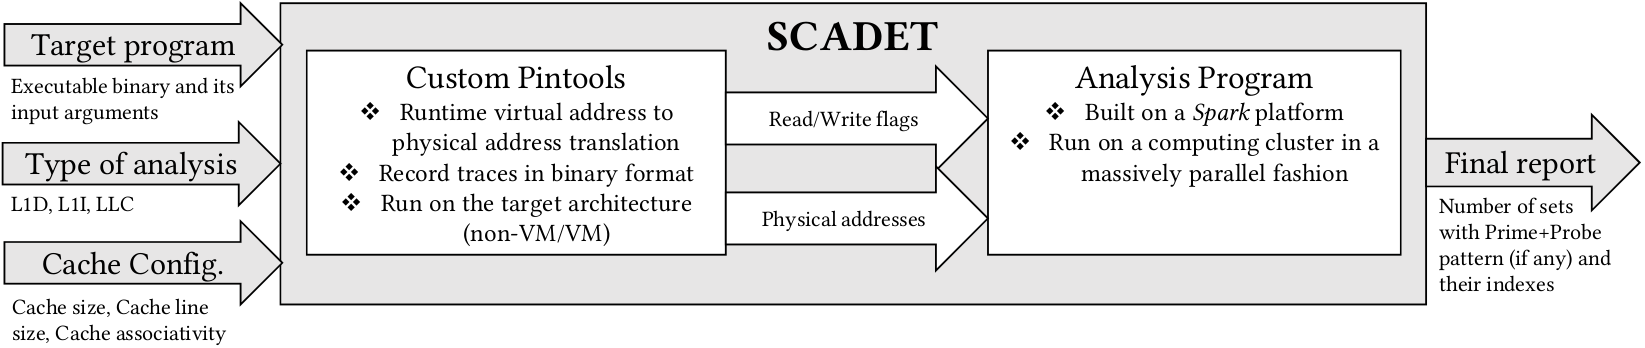 SCADET
Target program
Executable binary and its
input arguments
Type of analysis
L1D, L1I, LLC
Cache Config.
Cache size, Cache line
size, Cache associativity
Custom Pintools
❖ Runtime virtual address to
physical address translation
❖ Record traces in binary format
❖ Run on the target architecture
(non-VM/VM)
Read/Write flags
Physical addresses
Analysis Program
❖ Built on a Spark platform
❖ Run on a computing cluster in a
massively parallel fashion
Final report
Number of sets
with Prime+Probe
pattern (if any) and
their indexes